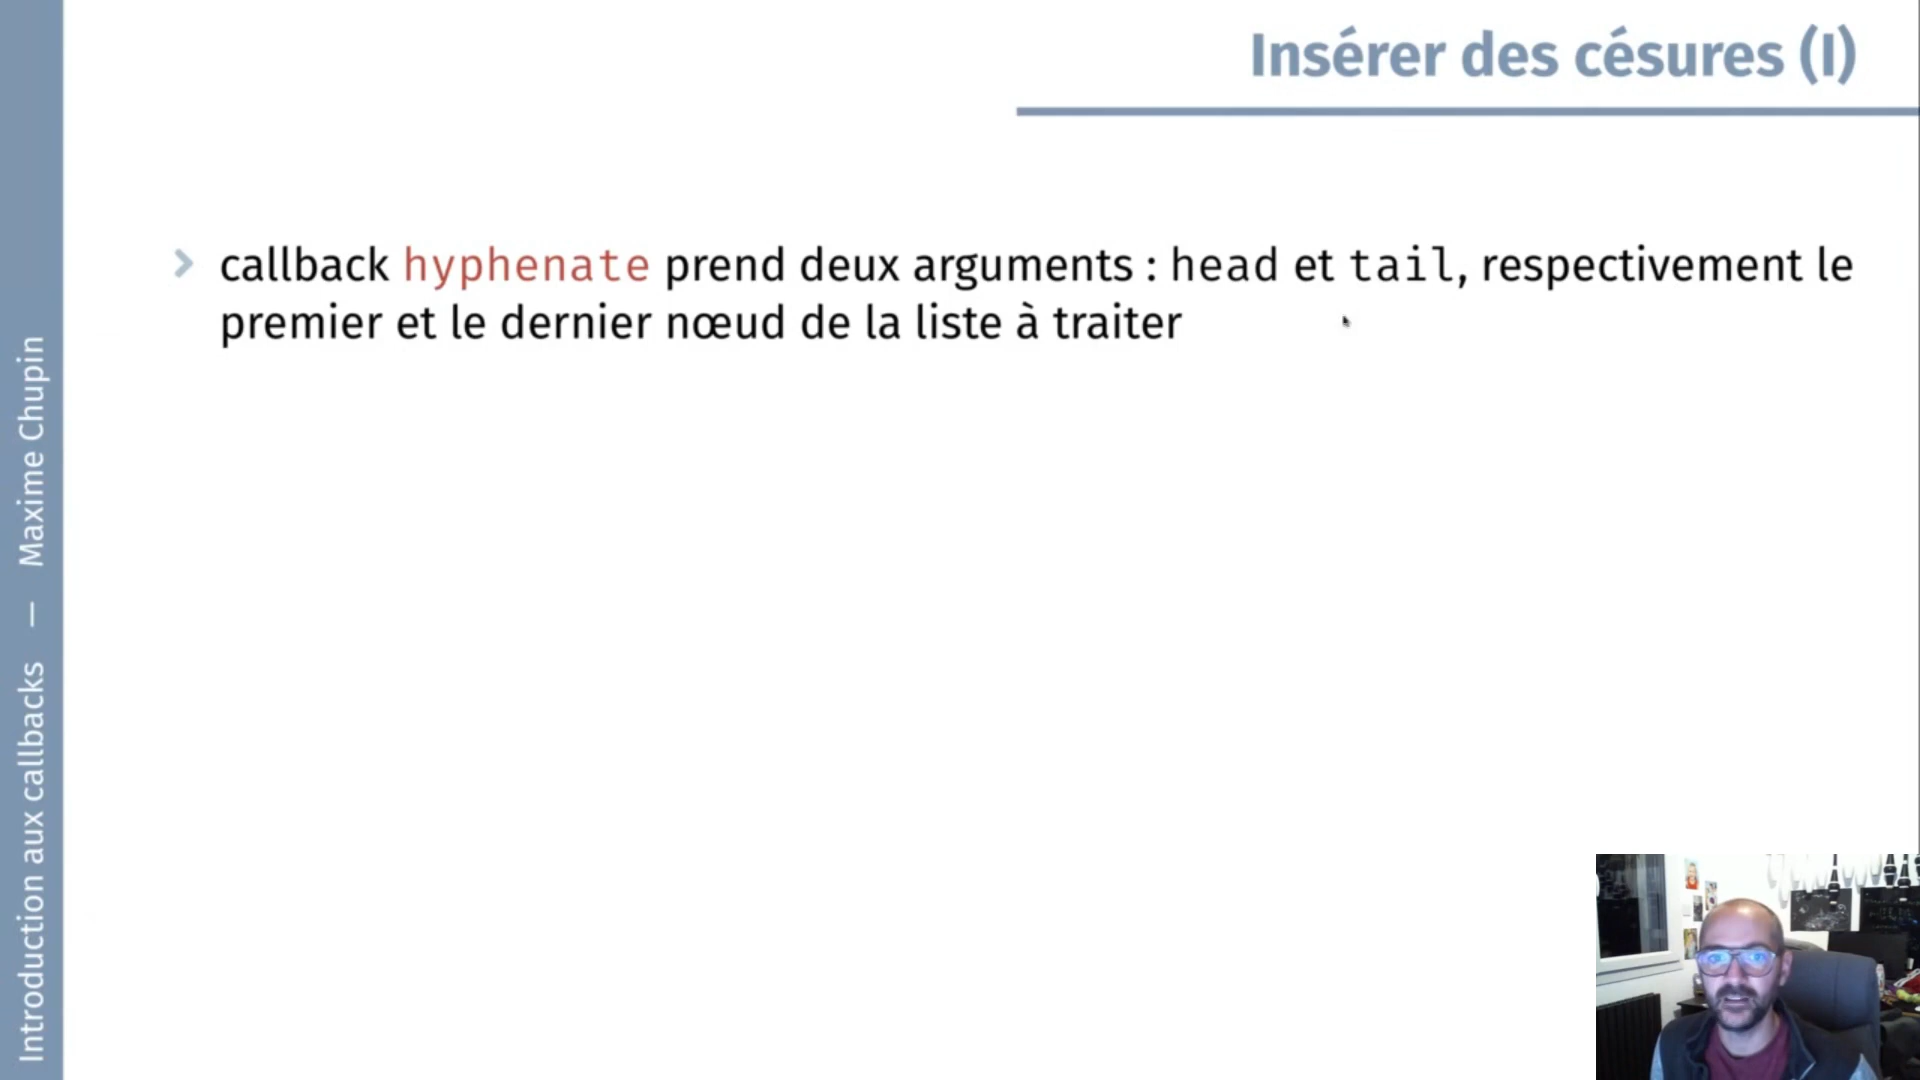 Insérer des césures (I)
callback hyphenate prend deux arguments : head et tail, respectivement le
premier et le dernier nœud de la liste à traiter
Introduction aux callbacks — Maxime Chupin